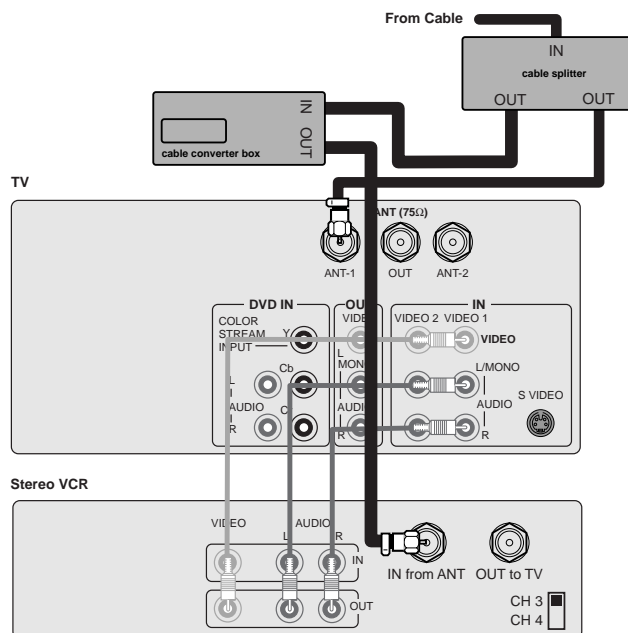 From Cable
IN
cable splitter
OUT OUT
IN
OUT
cable converter box
TV
ANT (75Ω)
ANT-1 OUT ANT-2
DVD IN
COLOR
STREAM
INPUT
Y
Cb
L
AUDIO
R
L
MONO
R
IN
VIDEO 2 VIDEO 1
VIDEO
L/MONO
AUDIO
R
S VIDEO
Stereo VCR
VIDEO AUDIO
L R
IN
OUT
IN from ANT OUT to TV
CH 3
CH 4